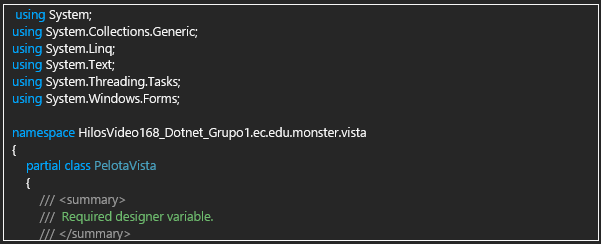 using System;
using System.Collections.Generic;
using System.Linq;
using System.Text;
using System.Threading.Tasks;
using System.Windows.Forms;
namespace HilosVideo168_Dotnet_Grupo1.ec.edu.monster.vista
{
partial class PelotaVista
{
/// <summary>
/// Required designer variable.
/// </summary>